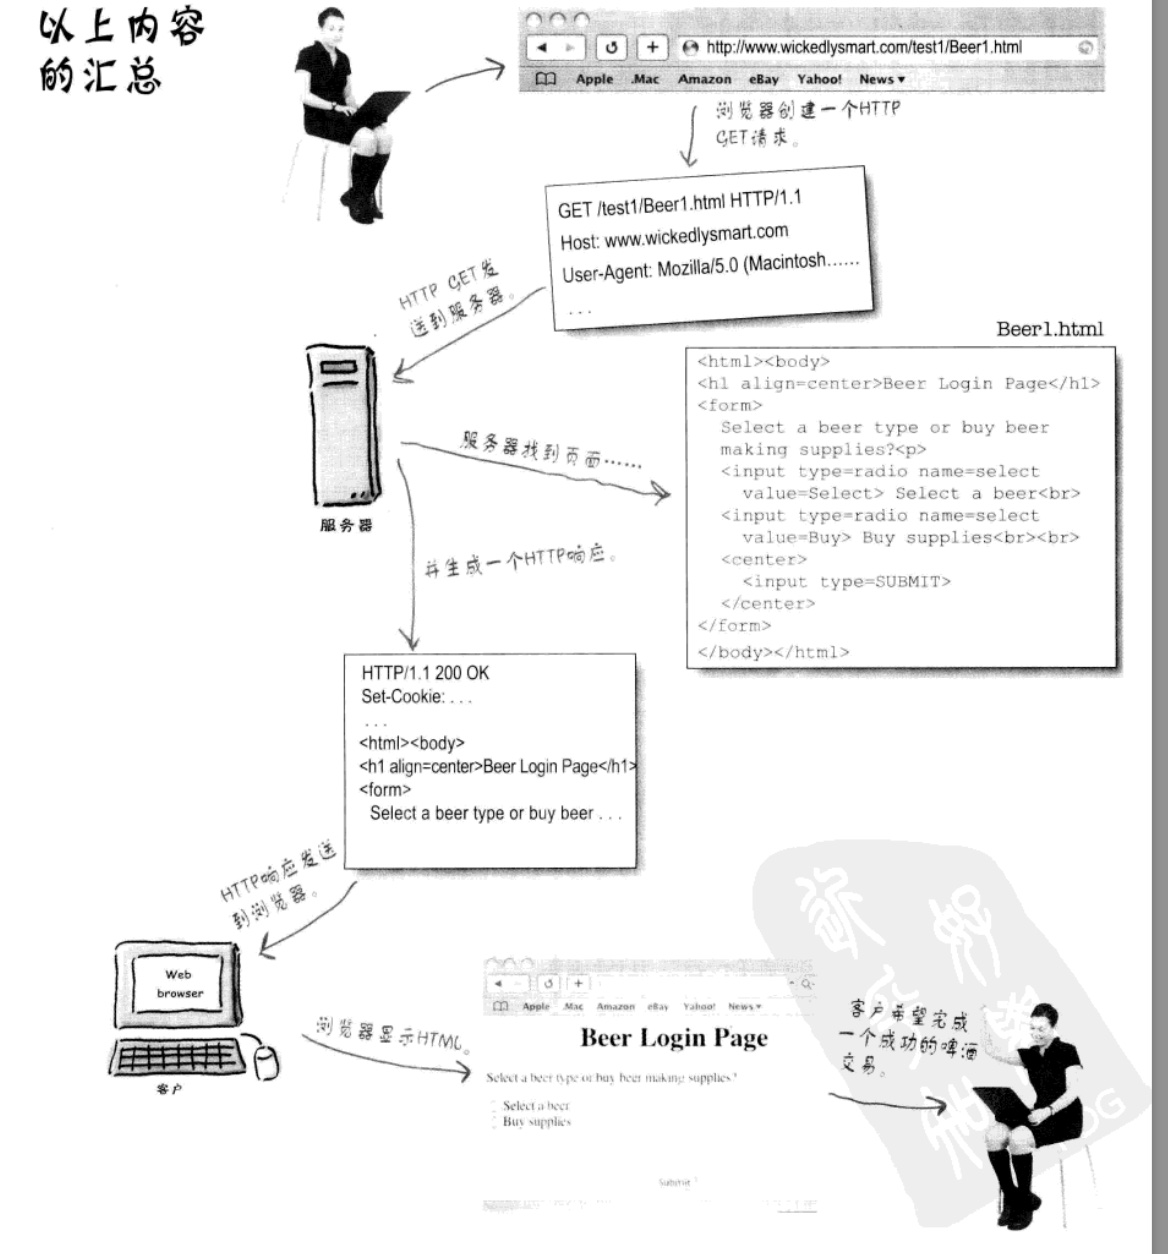 以上内容
的汇总
http://www.wickedlysmart.com/test1/Beer1.html
Apple .Mac Amazon eBay Yahoo! News ▾
浏览器创建一个HTTP
GET请求。
GET /test1/Beer1.html HTTP/1.1
Host: www.wickedlysmart.com
User-Agent: Mozilla/5.0 (Macintosh……
. . .
HTTP GET发
送到服务器。
Beer1.html
<html><body>
<h1 align=center>Beer Login Page</h1>
<form>
Select a beer type or buy beer
making supplies?<p>
<input type=radio name=select
value=Select> Select a beer<br>
<input type=radio name=select
value=Buy> Buy supplies<br><br>
<center>
<input type=SUBMIT>
</center>
</form>
</body></html>
服务器找到页面……
服务器
并生成一个HTTP响应。
HTTP/1.1 200 OK
Set-Cookie: . . .
. . .
<html><body>
<h1 align=center>Beer Login Page</h1>
<form>
Select a beer type or buy beer . . .
HTTP响应发送
到浏览器。
Web
browser
客户
浏览器显示HTML。
Apple .Mac Amazon eBay Yahoo! News ▾
Beer Login Page
Select a beer type or buy beer making supplies?
Select a beer
Buy supplies
Submit
客户希望完成
一个成功的啤酒
交易。